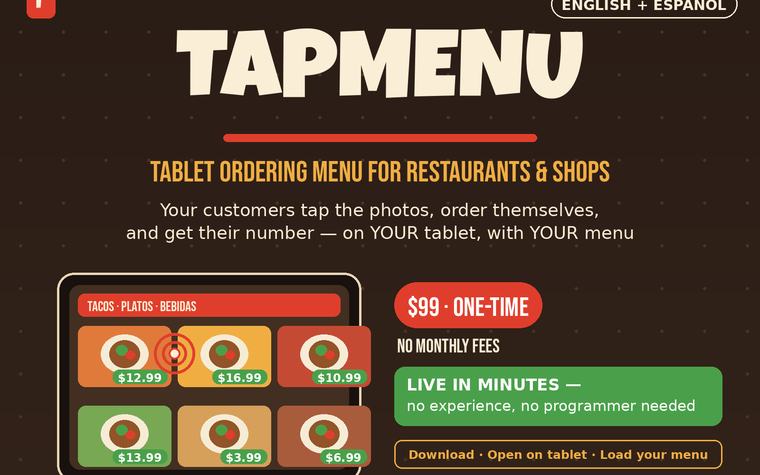 ENGLISH + ESPAÑOL
TAPMENU
TABLET ORDERING MENU FOR RESTAURANTS & SHOPS
Your customers tap the photos, order themselves,
and get their number — on YOUR tablet, with YOUR menu
TACOS · PLATOS · BEBIDAS
$12.99
$16.99
$10.99
$13.99
$3.99
$6.99
$99 · ONE-TIME
NO MONTHLY FEES
LIVE IN MINUTES —
no experience, no programmer needed
Download · Open on tablet · Load your menu